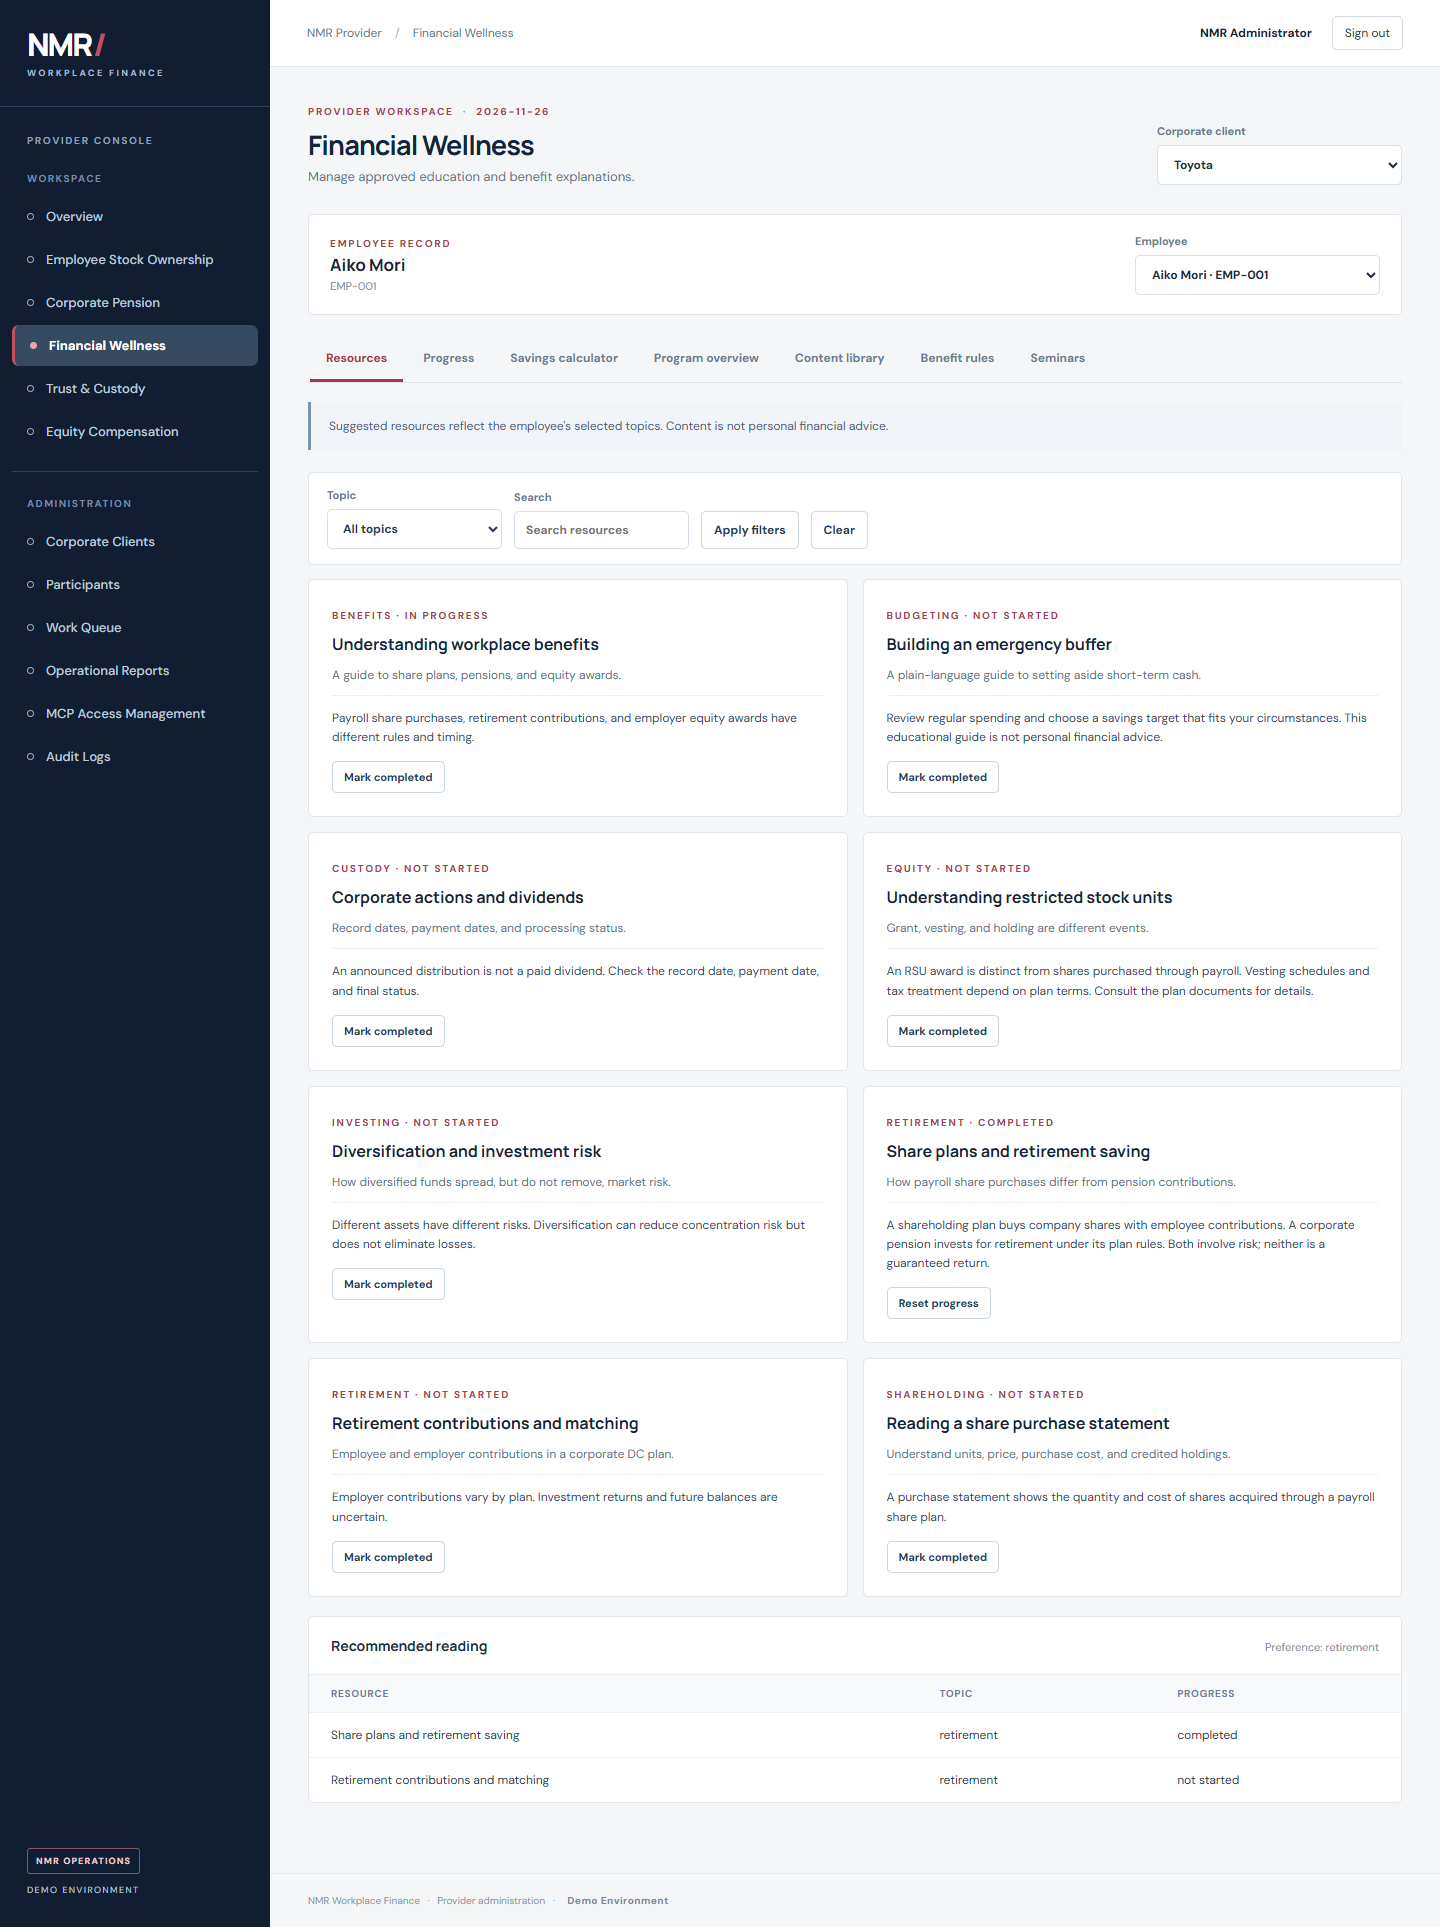 NMR/
WORKPLACE FINANCE
PROVIDER CONSOLE
WORKSPACE
Overview
Employee Stock Ownership
Corporate Pension
Financial Wellness
Trust & Custody
Equity Compensation
ADMINISTRATION
Corporate Clients
Participants
Work Queue
Operational Reports
MCP Access Management
Audit Logs
NMR OPERATIONS
DEMO ENVIRONMENT
NMR Provider / Financial Wellness
NMR Administrator
Sign out
PROVIDER WORKSPACE · 2026-11-26
Financial Wellness
Manage approved education and benefit explanations.
Corporate client
Toyota
EMPLOYEE RECORD
Aiko Mori
EMP-001
Employee
Aiko Mori · EMP-001
Resources Progress Savings calculator Program overview Content library Benefit rules Seminars
Suggested resources reflect the employee's selected topics. Content is not personal financial advice.
Topic
All topics
Search
Search resources
Apply filters
Clear
BENEFITS · IN PROGRESS
Understanding workplace benefits
A guide to share plans, pensions, and equity awards.
Payroll share purchases, retirement contributions, and employer equity awards have
different rules and timing.
Mark completed
BUDGETING · NOT STARTED
Building an emergency buffer
A plain-language guide to setting aside short-term cash.
Review regular spending and choose a savings target that fits your circumstances. This
educational guide is not personal financial advice.
Mark completed
CUSTODY · NOT STARTED
Corporate actions and dividends
Record dates, payment dates, and processing status.
An announced distribution is not a paid dividend. Check the record date, payment date,
and final status.
Mark completed
EQUITY · NOT STARTED
Understanding restricted stock units
Grant, vesting, and holding are different events.
An RSU award is distinct from shares purchased through payroll. Vesting schedules and
tax treatment depend on plan terms. Consult the plan documents for details.
Mark completed
INVESTING · NOT STARTED
Diversification and investment risk
How diversified funds spread, but do not remove, market risk.
Different assets have different risks. Diversification can reduce concentration risk but
does not eliminate losses.
Mark completed
RETIREMENT · COMPLETED
Share plans and retirement saving
How payroll share purchases differ from pension contributions.
A shareholding plan buys company shares with employee contributions. A corporate
pension invests for retirement under its plan rules. Both involve risk; neither is a
guaranteed return.
Reset progress
RETIREMENT · NOT STARTED
Retirement contributions and matching
Employee and employer contributions in a corporate DC plan.
Employer contributions vary by plan. Investment returns and future balances are
uncertain.
Mark completed
SHAREHOLDING · NOT STARTED
Reading a share purchase statement
Understand units, price, purchase cost, and credited holdings.
A purchase statement shows the quantity and cost of shares acquired through a payroll
share plan.
Mark completed
Recommended reading
Preference: retirement
RESOURCE TOPIC PROGRESS
Share plans and retirement saving retirement completed
Retirement contributions and matching retirement not started
NMR Workplace Finance · Provider administration · Demo Environment